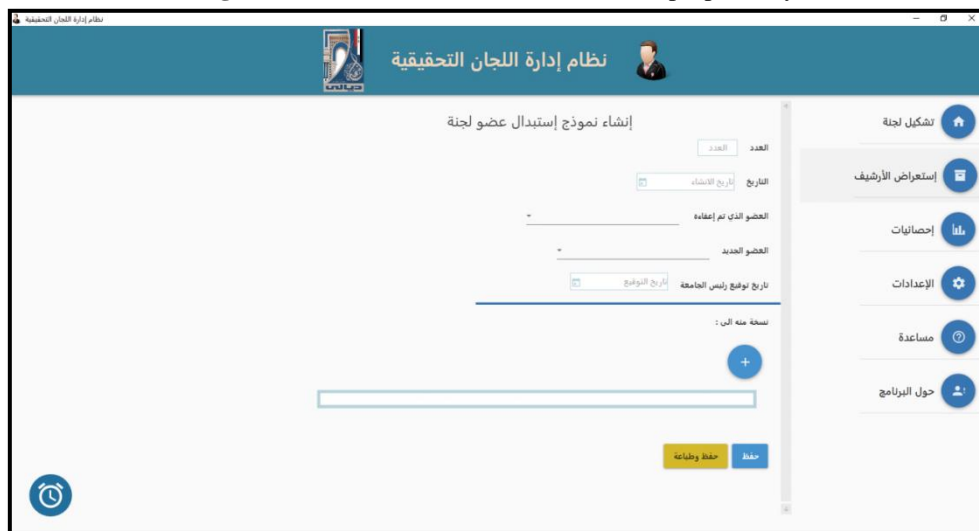 نظام إدارة اللجان التحقيقية
نظام إدارة اللجان التحقيقية
ديالى
تشكيل لجنة
إستعراض الأرشيف
إحصائيات
الإعدادات
مساعدة
حول البرنامج
إنشاء نموذج إستبدال عضو لجنة
العدد العدد
التاريخ تاريخ الانشاء
العضو الذي تم إعفاءه
العضو الجديد
تاريخ توقيع رئيس الجامعة تاريخ التوقيع
نسخة منه الى :
حفظ حفظ وطباعة